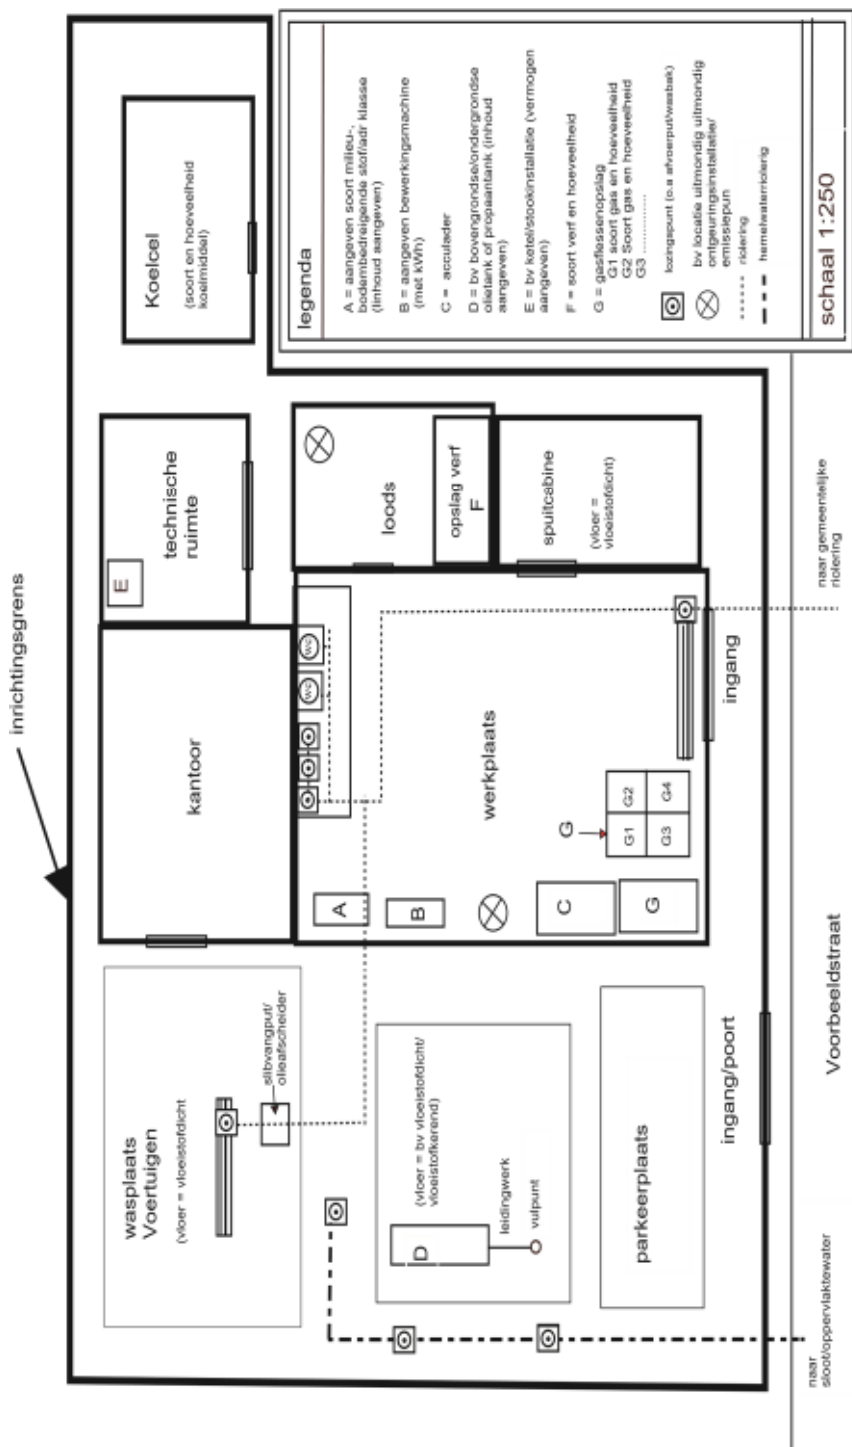 inrichtingsgrens
wasplaats
Voertuigen
(vloer = vloeistofdicht
slibvangput/
olieafscheider
kantoor
E
technische
ruimte
Koelcel
(soort en hoeveelheid
koelmiddel)
A
B
C
G
wc
wc
werkplaats
G
G1
G2
G3
G4
ingang
loods
opslag verf
F
spuitcabine
(vloer =
vloeistofdicht)
D
(vloer = bv vloeistofdicht/
vloeistofkerend)
leidingwerk
vulpunt
parkeerplaats
ingang/poort
naar
sloot/oppervlaktewater
Voorbeeldstraat
naar gemeentelijke
riolering
legenda
A = aangeven soort milieu-,
bodembedreigende stof/adr klasse
(Iinhoud aangeven)
B = aangeven bewerkingsmachine
(met kWh)
C = acculader
D = bv bovengrondse/ondergrondse
olietank of propaantank (inhoud
aangeven)
E = bv ketel/stookinstallatie (vermogen
aangeven)
F = soort verf en hoeveelheid
G = gasflessenopslag
G1 soort gas en hoeveelheid
G2 Soort gas en hoeveelheid
G3 ....................
lozingspunt (o.a afvoerput/wasbak)
bv locatie uitmondig uitmondig
ontgeuringsinstallatie/
emissiepun
riolering
hemelwaterriolerig
schaal 1:250